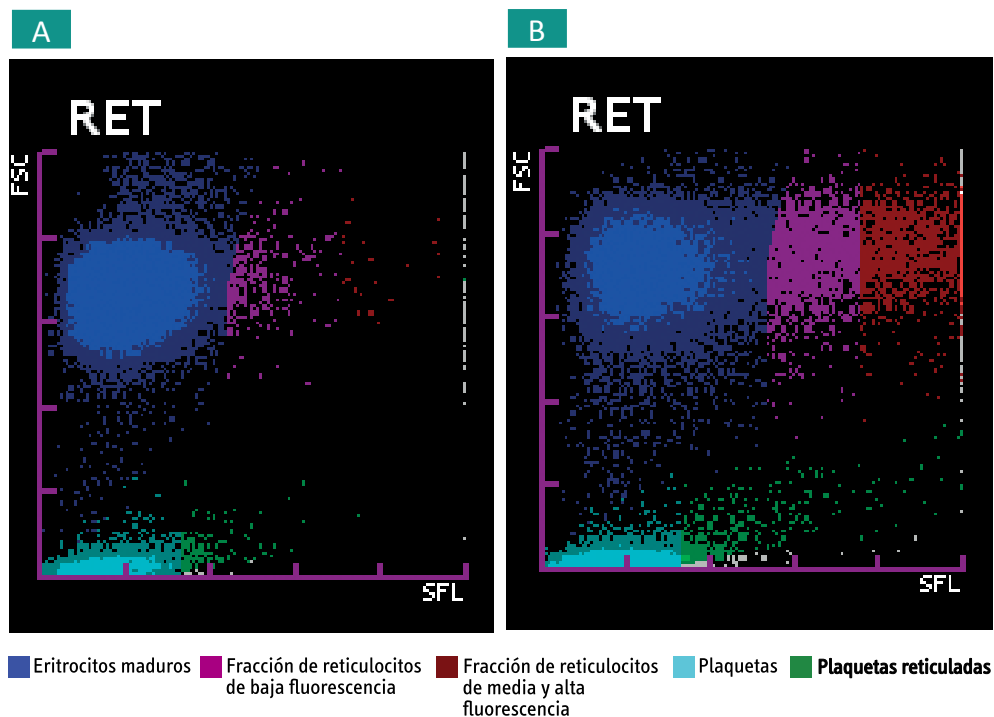 A
B
RET
FSC
SFL
RET
FSC
SFL
Eritrocitos maduros
Fracción de reticulocitos
de baja fluorescencia
Fracción de reticulocitos
de media y alta
fluorescencia
Plaquetas
Plaquetas reticuladas